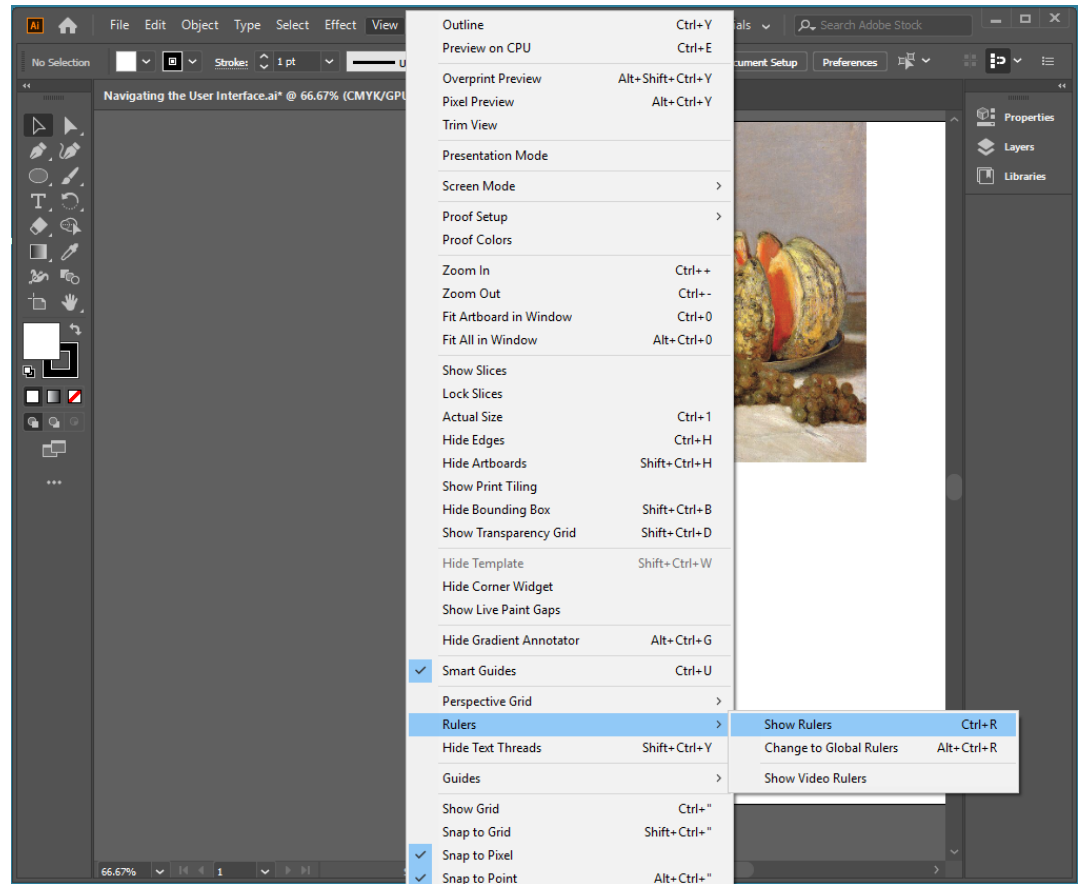 Ai File Edit Object Type Select Effect View als Search Adobe Stock
No Selection Stroke: 1 pt U cument Setup Preferences
Navigating the User Interface.ai* @ 66.67% (CMYK/GPU
Outline Ctrl+Y
Preview on CPU Ctrl+E
Overprint Preview Alt+Shift+Ctrl+Y
Pixel Preview Alt+Ctrl+Y
Trim View
Presentation Mode
Screen Mode
Proof Setup
Proof Colors
Zoom In Ctrl++
Zoom Out Ctrl+-
Fit Artboard in Window Ctrl+0
Fit All in Window Alt+Ctrl+0
Show Slices
Lock Slices
Actual Size Ctrl+1
Hide Edges Ctrl+H
Hide Artboards Shift+Ctrl+H
Show Print Tiling
Hide Bounding Box Shift+Ctrl+B
Show Transparency Grid Shift+Ctrl+D
Hide Template Shift+Ctrl+W
Hide Corner Widget
Show Live Paint Gaps
Hide Gradient Annotator Alt+Ctrl+G
Smart Guides Ctrl+U
Perspective Grid
Rulers
Hide Text Threads Shift+Ctrl+Y
Guides
Show Grid Ctrl+"
Snap to Grid Shift+Ctrl+"
Snap to Pixel
Snap to Point Alt+Ctrl+"
Show Rulers Ctrl+R
Change to Global Rulers Alt+Ctrl+R
Show Video Rulers
Properties
Layers
Libraries
66.67% 1